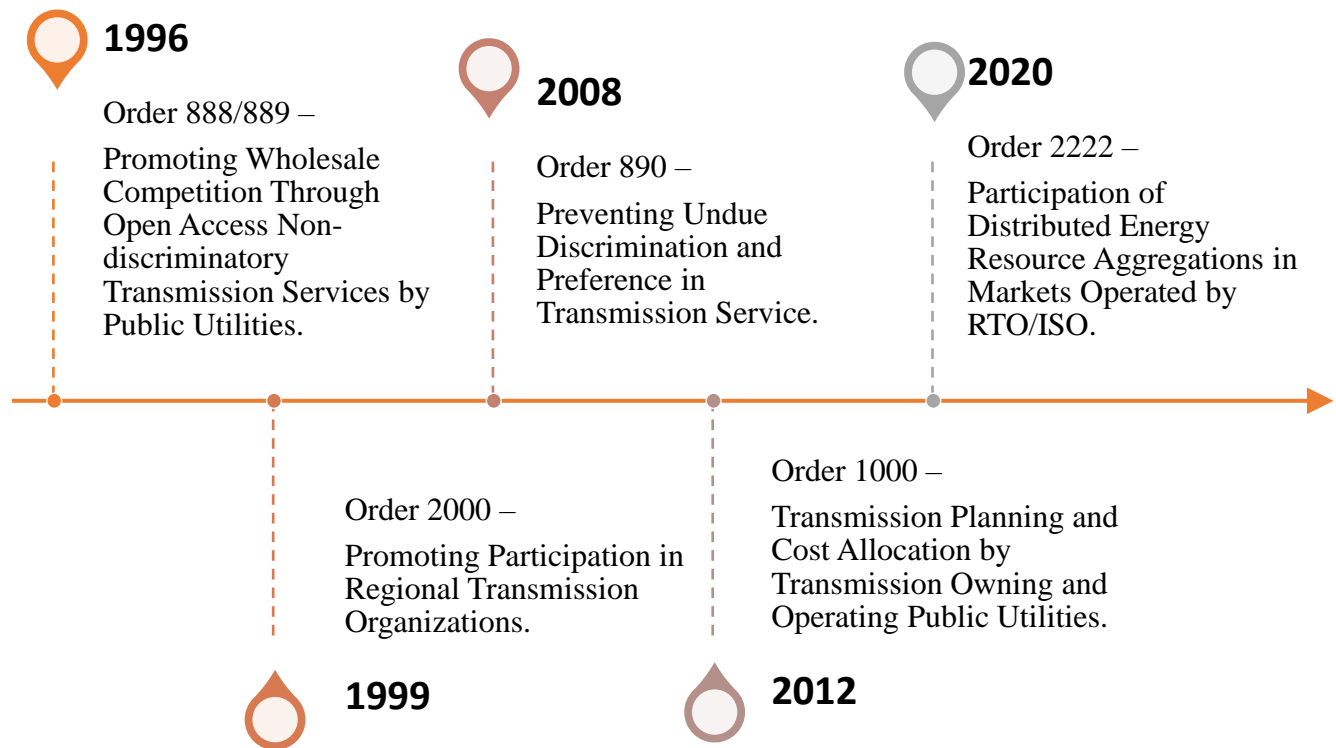 1996
Order 888/889 –
Promoting Wholesale
Competition Through
Open Access Non-
discriminatory
Transmission Services by
Public Utilities.
1999
Order 2000 –
Promoting Participation in
Regional Transmission
Organizations.
2008
Order 890 –
Preventing Undue
Discrimination and
Preference in
Transmission Service.
2012
Order 1000 –
Transmission Planning and
Cost Allocation by
Transmission Owning and
Operating Public Utilities.
2020
Order 2222 –
Participation of
Distributed Energy
Resource Aggregations in
Markets Operated by
RTO/ISO.